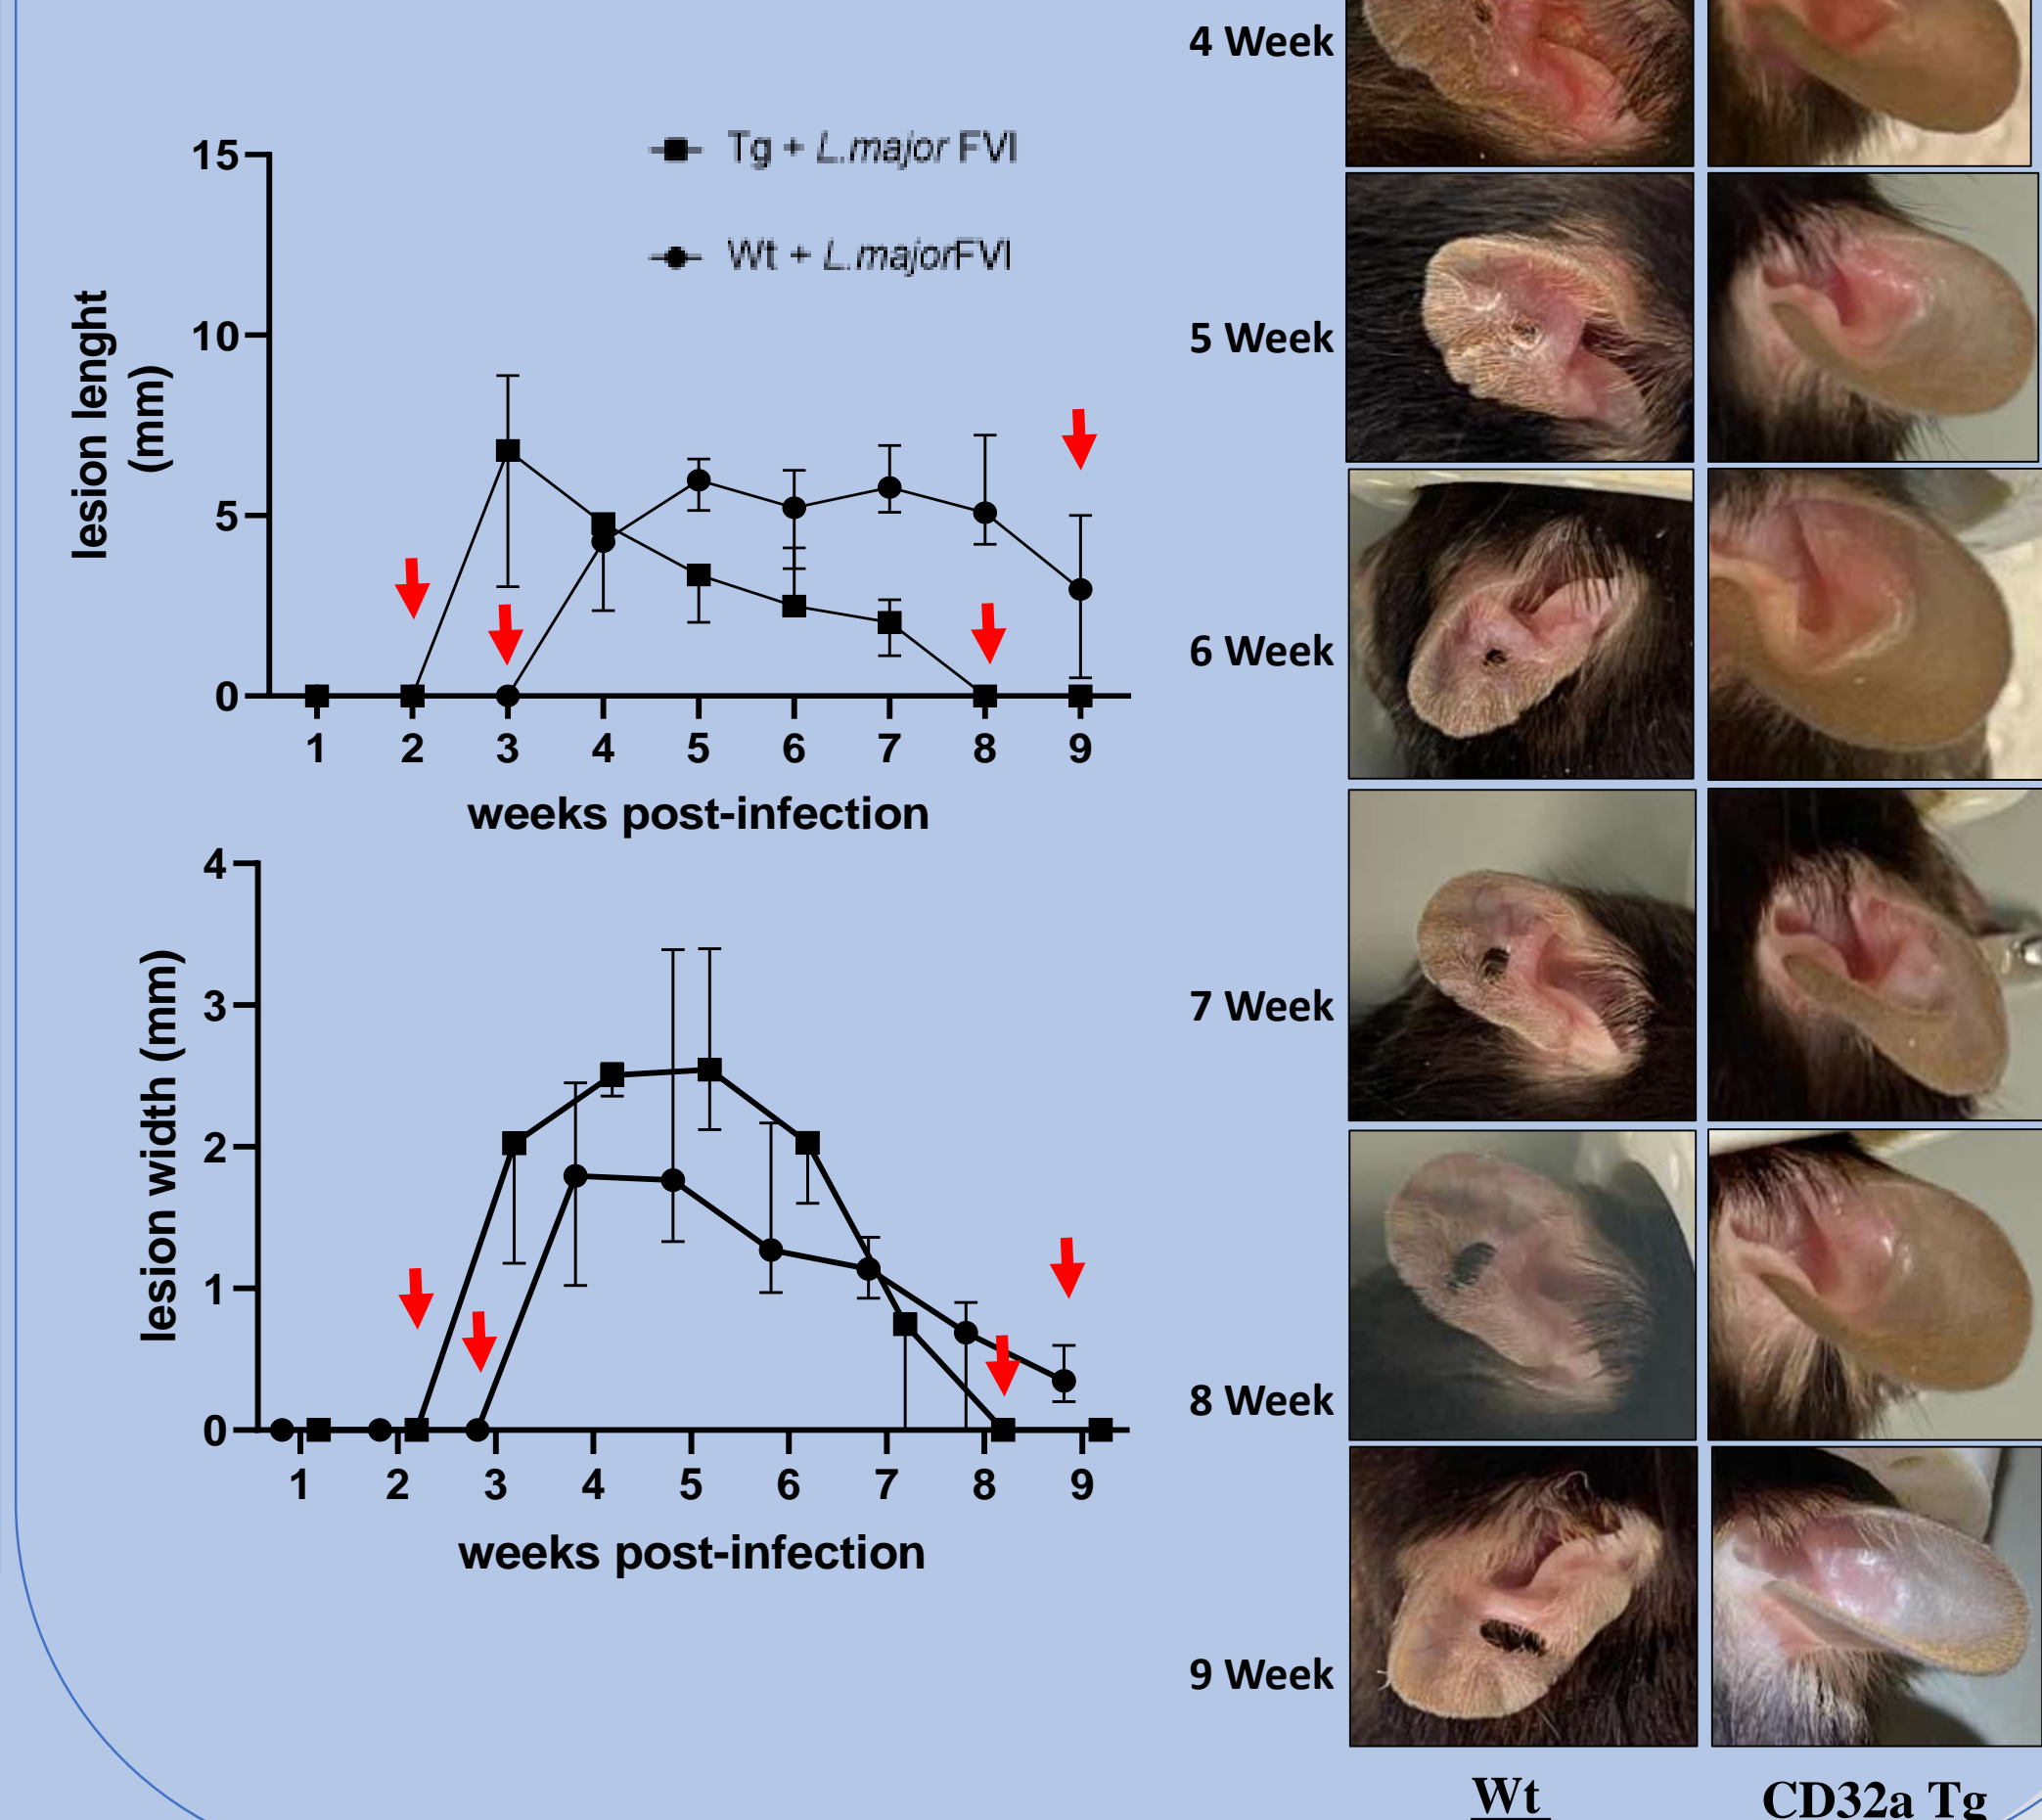 Tg + L.major FVI
Wt + L.majorFVI
15
10
5
0
lesion lenght
(mm)
1 2 3 4 5 6 7 8 9
weeks post-infection
4
3
2
1
0
lesion width (mm)
1 2 3 4 5 6 7 8 9
weeks post-infection
4 Week
5 Week
6 Week
7 Week
8 Week
9 Week
Wt
CD32a Tg